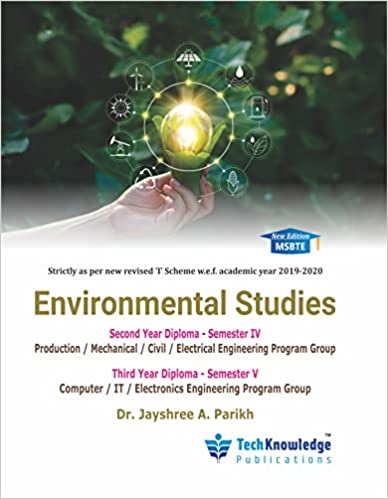 New Edition
MSBTE
Strictly as per new revised 'I' Scheme w.e.f. academic year 2019-2020
Environmental Studies
Second Year Diploma - Semester IV
Production / Mechanical / Civil / Electrical Engineering Program Group
Third Year Diploma - Semester V
Computer / IT / Electronics Engineering Program Group
Dr. Jayshree A. Parikh
TechKnowledge™
Publications